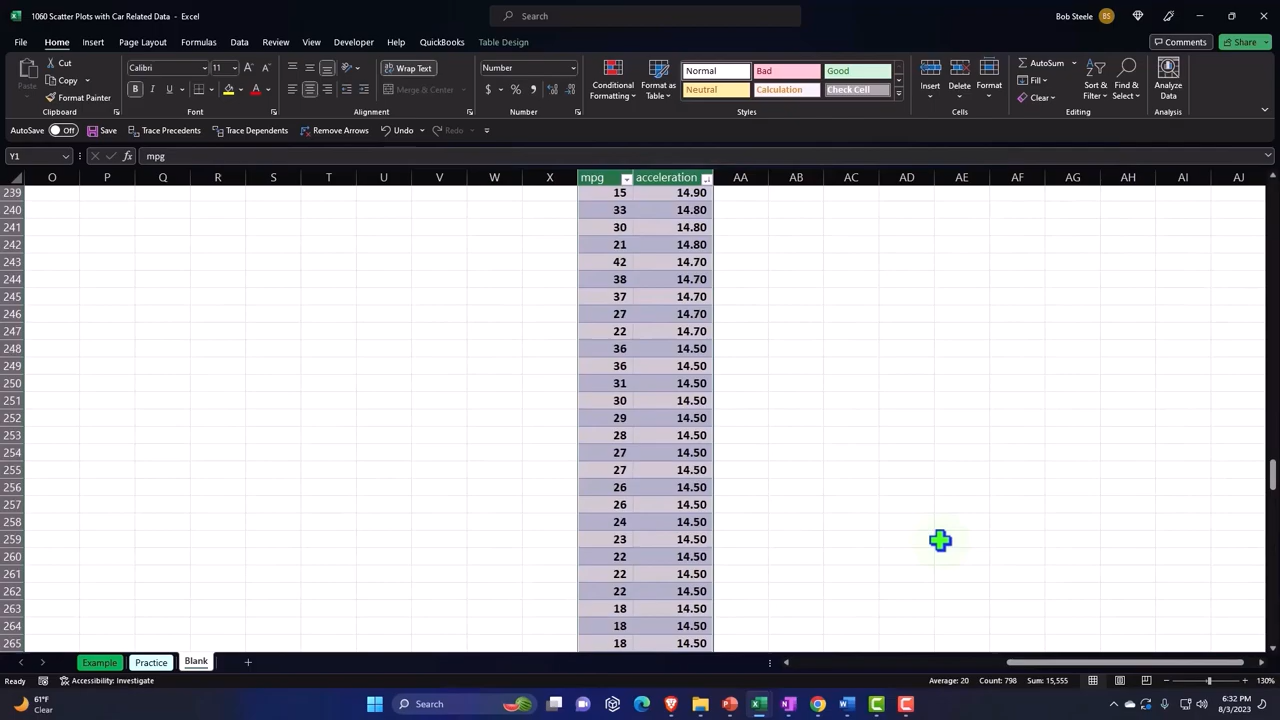 1060 Scatter Plots with Car Related Data - Excel
Search
Bob Steele BS
File Home Insert Page Layout Formulas Data Review View Developer Help QuickBooks Table Design
Comments Share
Paste Cut Calibri 11 Wrap Text Number Conditional Formatting Format as Table Normal Bad Good Insert Delete Format AutoSum Sort & Filter Find & Select Analyze Data
Copy Fill
Format Painter B I U Merge & Center Neutral Calculation Check Cell Clear
Clipboard Font Alignment Number Styles Cells Editing Analysis
AutoSave Off Save Trace Precedents Trace Dependents Remove Arrows Undo Redo
Y1 fx mpg
O P Q R S T U V W X mpg acceleration AA AB AC AD AE AF AG AH AI AJ
239 15 14.90
240 33 14.80
241 30 14.80
242 21 14.80
243 42 14.70
244 38 14.70
245 37 14.70
246 27 14.70
247 22 14.70
248 36 14.50
249 36 14.50
250 31 14.50
251 30 14.50
252 29 14.50
253 28 14.50
254 27 14.50
255 27 14.50
256 26 14.50
257 26 14.50
258 24 14.50
259 23 14.50
260 22 14.50
261 22 14.50
262 22 14.50
263 18 14.50
264 18 14.50
265 18 14.50
Example Practice Blank
Ready Accessibility: Investigate Average: 20 Count: 798 Sum: 15,555 130%
61°F
Clear
Search
6:32 PM
8/3/2023